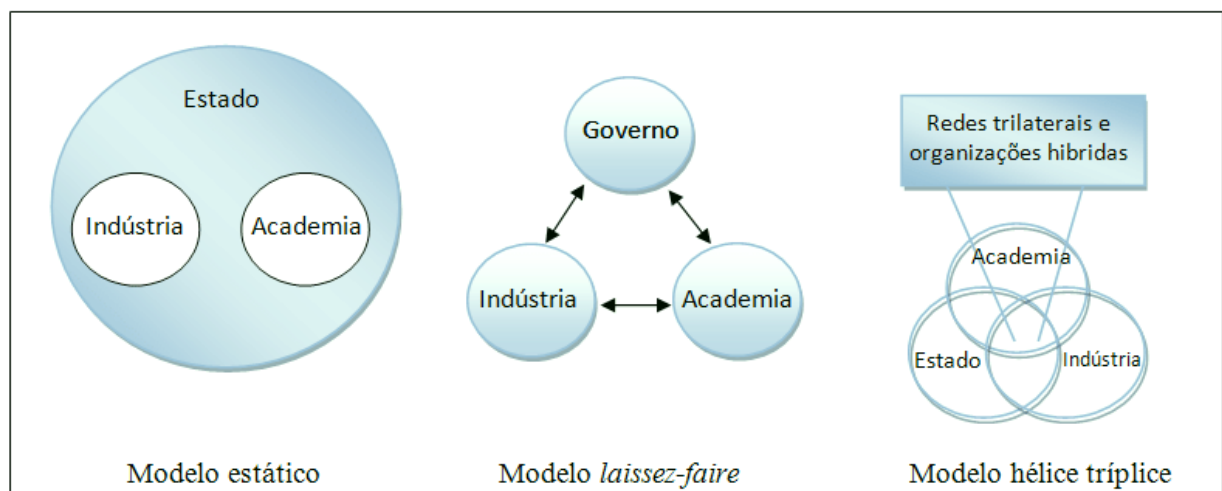 Estado
Indústria
Academia
Modelo estático
Governo
Indústria
Academia
Modelo laissez-faire
Redes trilaterais e
organizações hibridas
Academia
Estado
Indústria
Modelo hélice tríplice